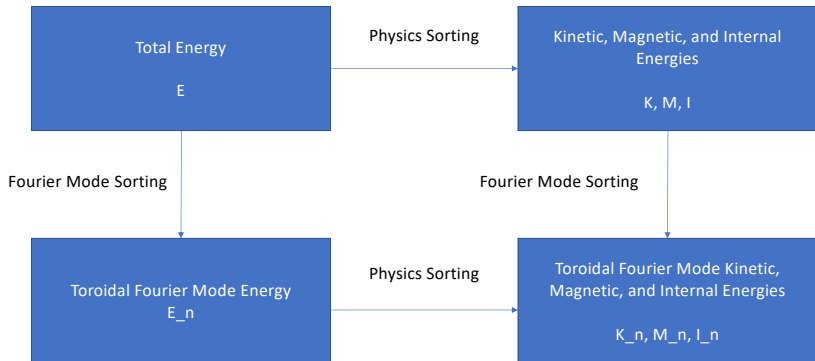 Total Energy
E
Physics Sorting
Kinetic, Magnetic, and Internal
Energies
K, M, I
Fourier Mode Sorting
Fourier Mode Sorting
Toroidal Fourier Mode Energy
E_n
Physics Sorting
Toroidal Fourier Mode Kinetic,
Magnetic, and Internal Energies
K_n, M_n, I_n